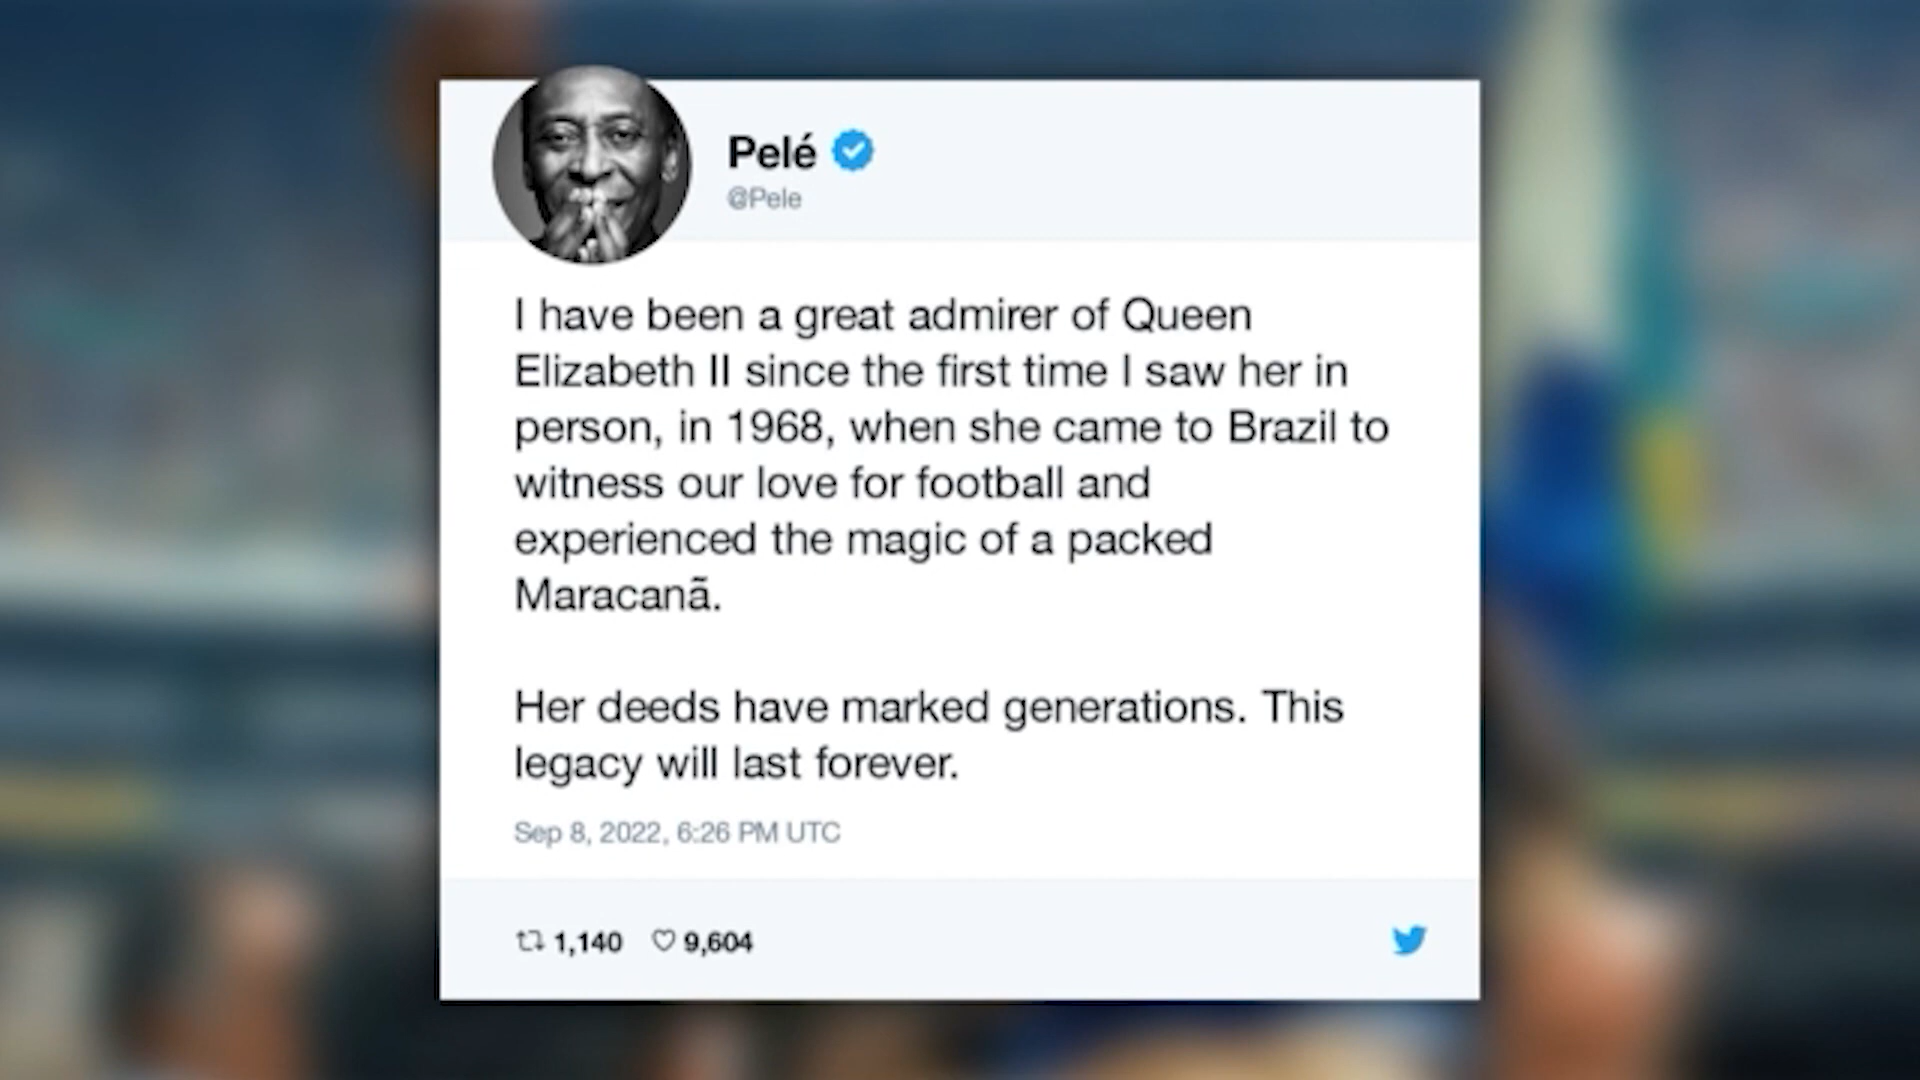 Pelé
@Pele
I have been a great admirer of Queen
Elizabeth II since the first time I saw her in
person, in 1968, when she came to Brazil to
witness our love for football and
experienced the magic of a packed
Maracanã.
Her deeds have marked generations. This
legacy will last forever.
Sep 8, 2022, 6:26 PM UTC
1,140 9,604